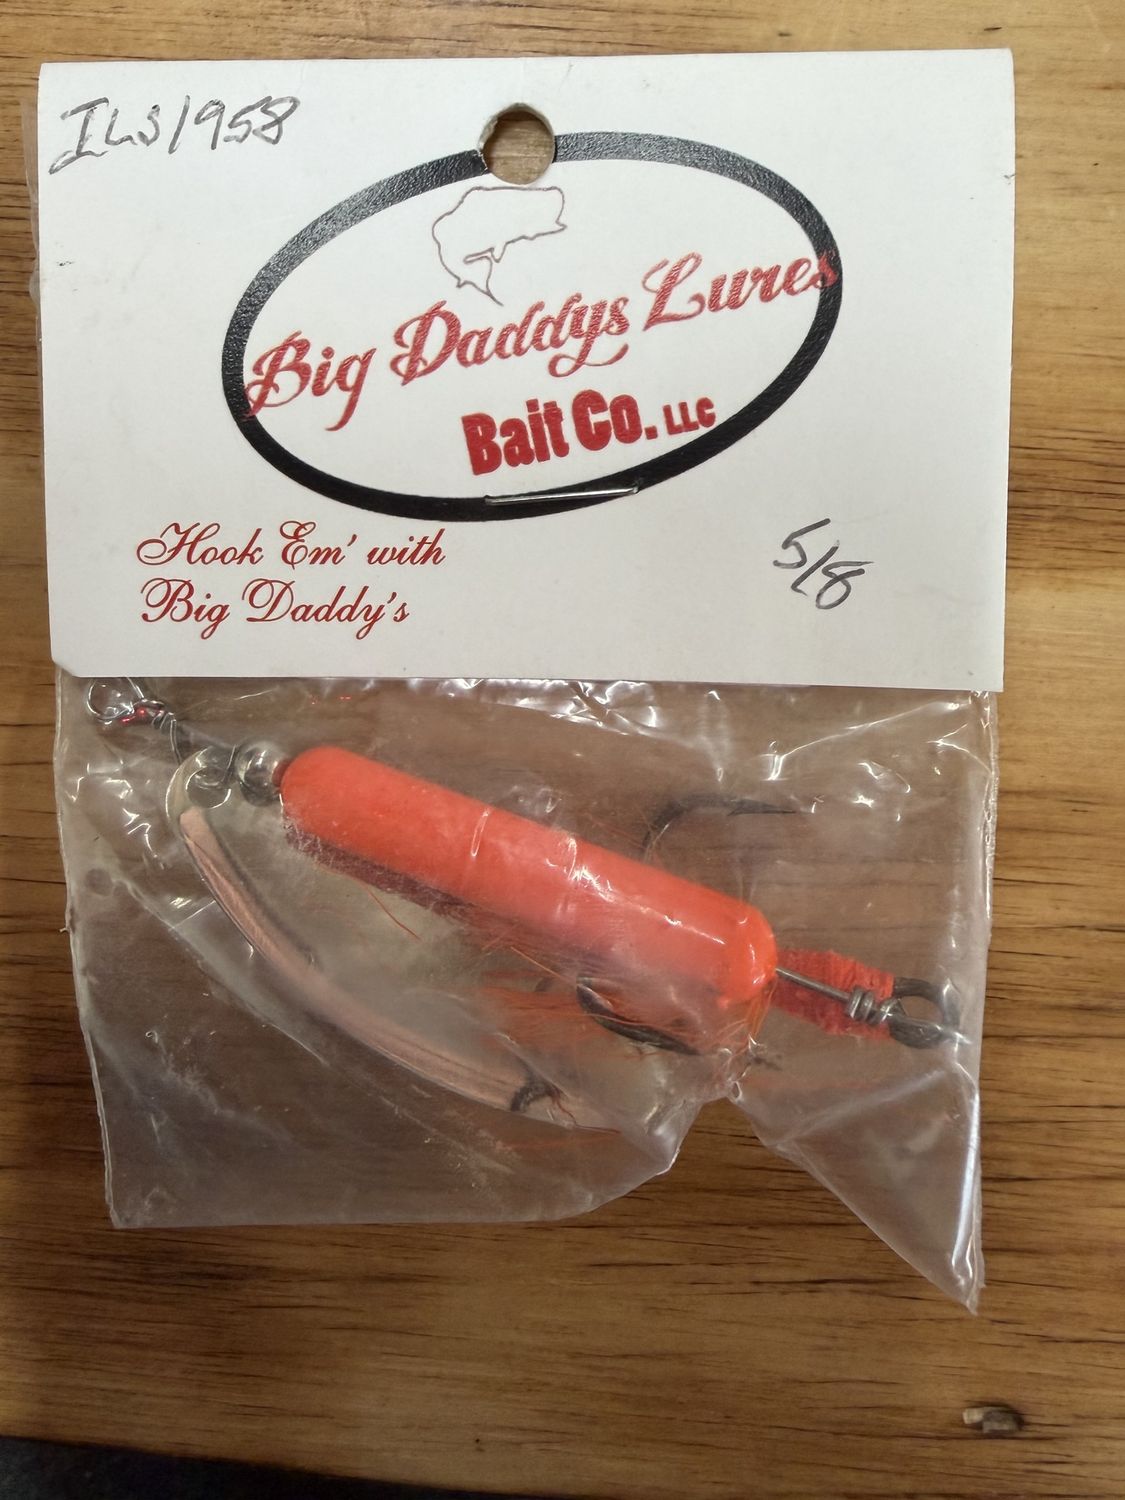 ILS1958
Big Daddys Lures
Bait Co. LLC
Hook Em' with
Big Daddy's
5/8